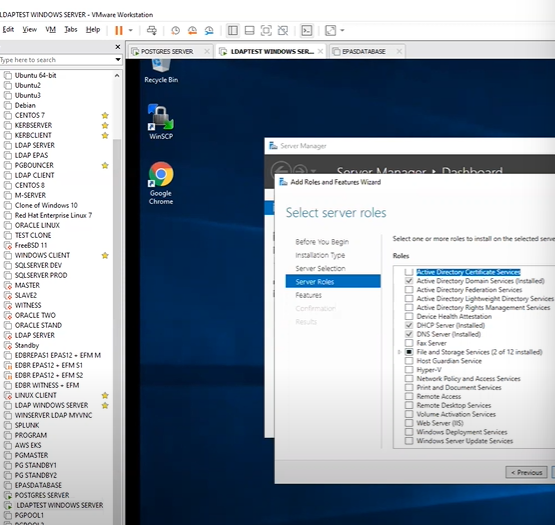 LDAPTEST WINDOWS SERVER - VMware Workstation
Edit View VM Tabs Help
Type here to search
Ubuntu 64-bit
Ubuntu2
Ubuntu3
Debian
CENTOS 7
KERBSERVER
KERBCLIENT
LDAP SERVER
LDAP EPAS
PGBOUNCER
LDAP CLIENT
CENTOS 8
M-SERVER
Clone of Windows 10
Red Hat Enterprise Linux 7
ORACLE LINUX
TEST CLONE
FreeBSD 11
WINDOWS CLIENT
SQLSERVER DEV
SQLSERVER PROD
MASTER
SLAVE2
WITNESS
ORACLE TWO
ORACLE STAND
LDAP SERVER
Standby
EDBREPAS1 EPAS12 + EFM M
EDBR EPAS12 + EFM S1
EDBR EPAS12 + EFM S2
EDBR WITNESS + EFM
LINUX CLIENT
LDAP WINDOWS SERVER
WINSERVER LDAP MYVNC
SPLUNK
PROGRAM
AWS EKS
PGMASTER
PG STANDBY1
PG STANDBY2
EPASDATABASE
POSTGRES SERVER
LDAPTEST WINDOWS SERVER
PGPOOL1
POSTGRES SERVER
LDAPTEST WINDOWS SER...
EPASDATABASE
Recycle Bin
WinSCP
Google
Chrome
Server Manager
Server Manager • Dashboard
Add Roles and Features Wizard
Select server roles
Before You Begin
Installation Type
Server Selection
Server Roles
Features
Confirmation
Results
Select one or more roles to install on the selected serve
Roles
Active Directory Certificate Services
Active Directory Domain Services (Installed)
Active Directory Federation Services
Active Directory Lightweight Directory Services
Active Directory Rights Management Services
Device Health Attestation
DHCP Server (Installed)
DNS Server (Installed)
Fax Server
File and Storage Services (2 of 12 installed)
Host Guardian Service
Hyper-V
Network Policy and Access Services
Print and Document Services
Remote Access
Remote Desktop Services
Volume Activation Services
Web Server (IIS)
Windows Deployment Services
Windows Server Update Services
< Previous